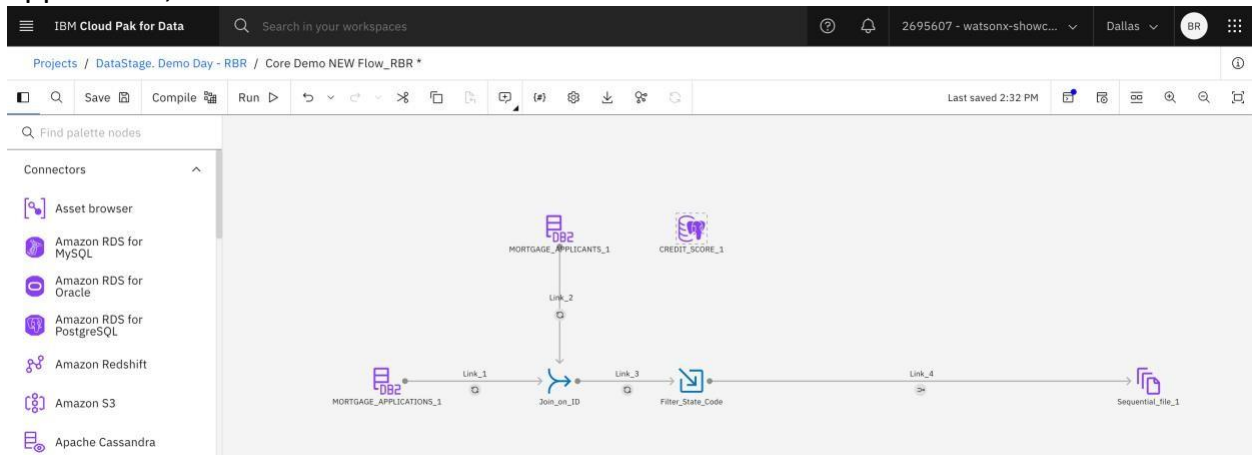 IBM Cloud Pak for Data
Search in your workspaces
2695607 - watsonx-showc...
Dallas
BR
Projects / DataStage. Demo Day - RBR / Core Demo NEW Flow_RBR *
Save
Compile
Run
Last saved 2:32 PM
Find palette nodes
Connectors
Asset browser
Amazon RDS for
MySQL
Amazon RDS for
Oracle
Amazon RDS for
PostgreSQL
Amazon Redshift
Amazon S3
Apache Cassandra
DB2
MORTGAGE_APPLICANTS_1
CREDIT_SCORE_1
Link_2
DB2
MORTGAGE_APPLICATIONS_1
Link_1
Join_on_ID
Link_3
Filter_State_Code
Link_4
Sequential_file_1